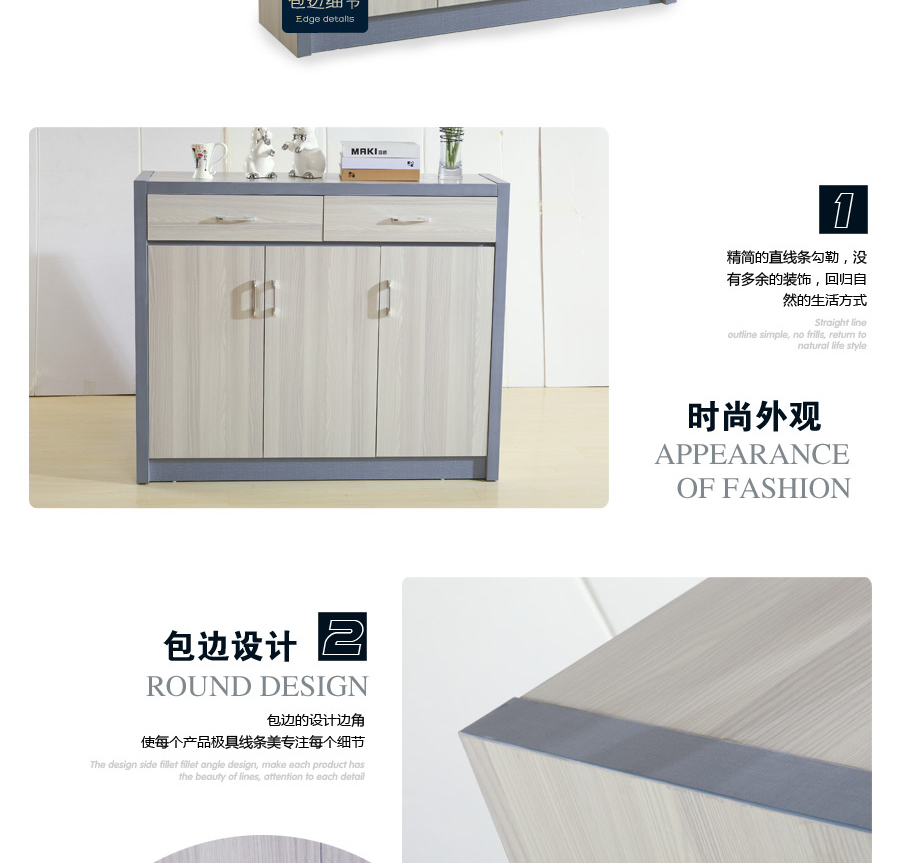 包边细节
Edge details
MAKI
1
精简的直线条勾勒，没
有多余的装饰，回归自
然的生活方式
Straight line
outline simple, no frills, return to
natural life style
时尚外观
APPEARANCE
OF FASHION
包边设计 2
ROUND DESIGN
包边的设计边角
使每个产品极具线条美专注每个细节
The design side fillet fillet angle design, make each product has
the beauty of lines, attention to each detail